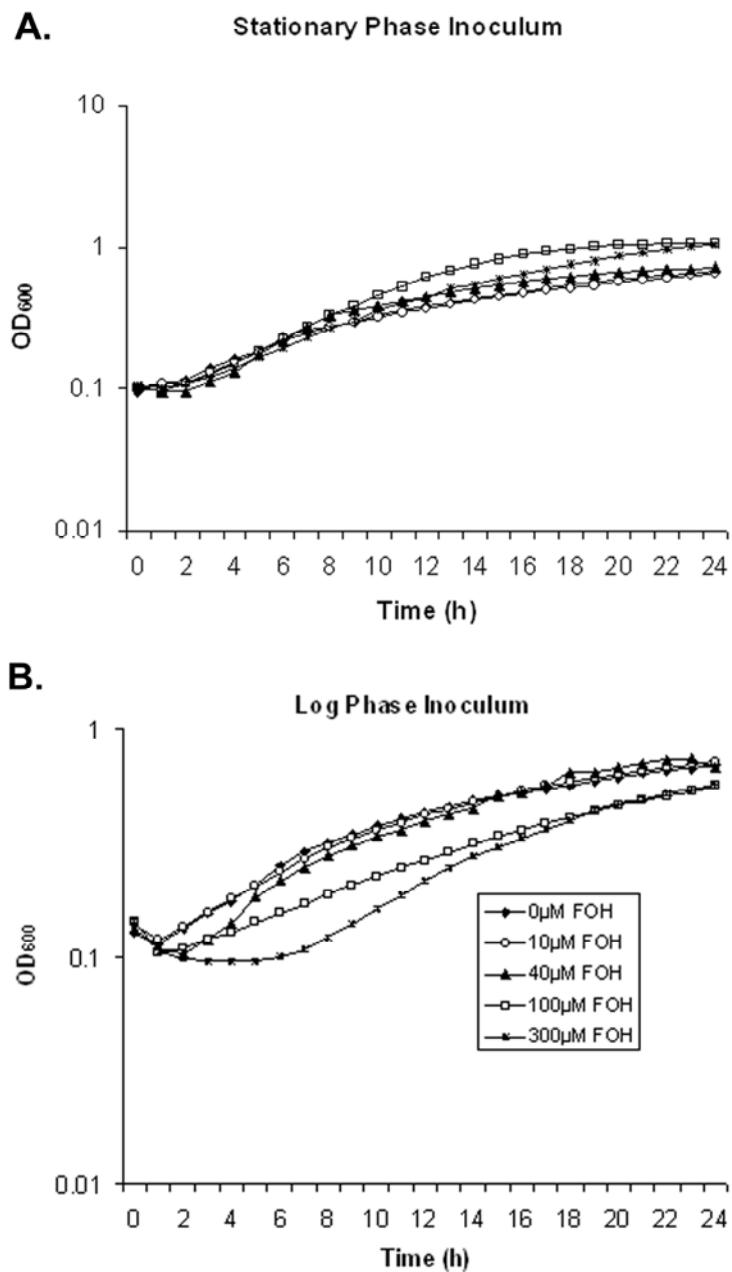 A.
Stationary Phase Inoculum
10
1
0.1
0.01
OD600
0 2 4 6 8 10 12 14 16 18 20 22 24
Time (h)
B.
Log Phase Inoculum
1
0.1
0.01
OD600
0µM FOH
10µM FOH
40µM FOH
100µM FOH
300µM FOH
0 2 4 6 8 10 12 14 16 18 20 22 24
Time (h)